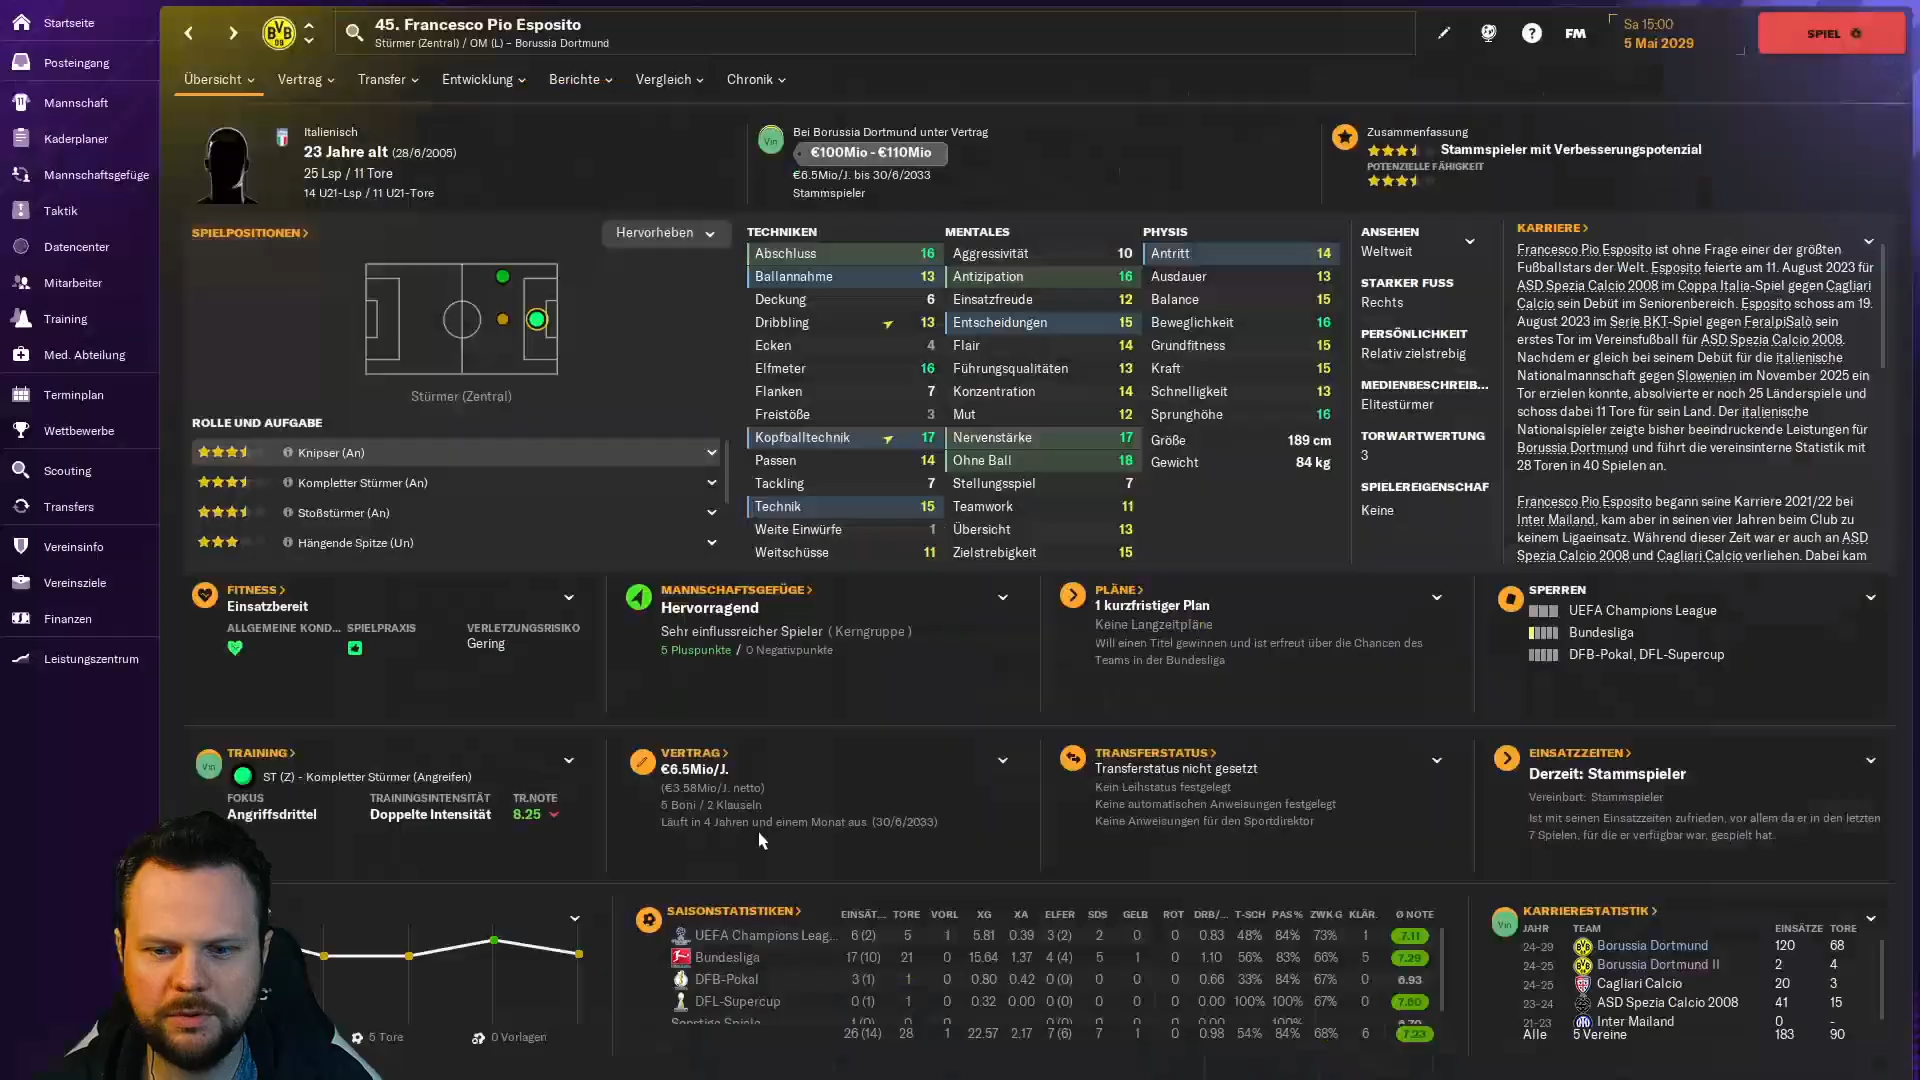 Startseite
Posteingang
Mannschaft
Kaderplaner
Mannschaftsgefüge
Taktik
Datencenter
Mitarbeiter
Training
Med. Abteilung
Terminplan
Wettbewerbe
Scouting
Transfers
Vereinsinfo
Vereinsziele
Finanzen
Leistungszentrum
BVB
09
45. Francesco Pio Esposito
Stürmer (Zentral) / OM (L) – Borussia Dortmund
?
FM
Sa 15:00
5 Mai 2029
SPIEL
Übersicht
Vertrag
Transfer
Entwicklung
Berichte
Vergleich
Chronik
Italienisch
23 Jahre alt (28/6/2005)
25 Lsp / 11 Tore
14 U21-Lsp / 11 U21-Tore
Vin
Bei Borussia Dortmund unter Vertrag
€100Mio - €110Mio
€6.5Mio/J. bis 30/6/2033
Stammspieler
Zusammenfassung
Stammspieler mit Verbesserungspotenzial
POTENZIELLE FÄHIGKEIT
SPIELPOSITIONEN >
Hervorheben
Stürmer (Zentral)
ROLLE UND AUFGABE
Knipser (An)
Kompletter Stürmer (An)
Stoßstürmer (An)
Hängende Spitze (Un)
TECHNIKEN
Abschluss 16
Ballannahme 13
Deckung 6
Dribbling 13
Ecken 4
Elfmeter 16
Flanken 7
Freistöße 3
Kopfballtechnik 17
Passen 14
Tackling 7
Technik 15
Weite Einwürfe 1
Weitschüsse 11
MENTALES
Aggressivität 10
Antizipation 16
Einsatzfreude 12
Entscheidungen 15
Flair 14
Führungsqualitäten 13
Konzentration 14
Mut 12
Nervenstärke 17
Ohne Ball 18
Stellungsspiel 7
Teamwork 11
Übersicht 13
Zielstrebigkeit 15
PHYSIS
Antritt 14
Ausdauer 13
Balance 15
Beweglichkeit 16
Grundfitness 15
Kraft 15
Schnelligkeit 13
Sprunghöhe 16
Größe 189 cm
Gewicht 84 kg
ANSEHEN
Weltweit
STARKER FUSS
Rechts
PERSÖNLICHKEIT
Relativ zielstrebig
MEDIENBESCHREIB...
Elitestürmer
TORWARTWERTUNG
3
SPIELEREIGENSCHAF
Keine
KARRIERE >
Francesco Pio Esposito ist ohne Frage einer der größten
Fußballstars der Welt. Esposito feierte am 11. August 2023 für
ASD Spezia Calcio 2008 im Coppa Italia-Spiel gegen Cagliari
Calcio sein Debüt im Seniorenbereich. Esposito schoss am 19.
August 2023 im Serie BKT-Spiel gegen FeralpiSalò sein
erstes Tor im Vereinsfußball für ASD Spezia Calcio 2008.
Nachdem er gleich bei seinem Debüt für die italienische
Nationalmannschaft gegen Slowenien im November 2025 ein
Tor erzielen konnte, absolvierte er noch 25 Länderspiele und
schoss dabei 11 Tore für sein Land. Der italienische
Nationalspieler zeigte bisher beeindruckende Leistungen für
Borussia Dortmund und führt die vereinsinterne Statistik mit
28 Toren in 40 Spielen an.
Francesco Pio Esposito begann seine Karriere 2021/22 bei
Inter Mailand, kam aber in seinen vier Jahren beim Club zu
keinem Ligaeinsatz. Während dieser Zeit war er auch an ASD
Spezia Calcio 2008 und Cagliari Calcio verliehen. Dabei kam
FITNESS >
Einsatzbereit
ALLGEMEINE KOND...
SPIELPRAXIS
VERLETZUNGSRISIKO
Gering
MANNSCHAFTSGEFÜGE >
Hervorragend
Sehr einflussreicher Spieler ( Kerngruppe )
5 Pluspunkte / 0 Negativpunkte
PLÄNE >
1 kurzfristiger Plan
Keine Langzeitpläne
Will einen Titel gewinnen und ist erfreut über die Chancen des
Teams in der Bundesliga
SPERREN
UEFA Champions League
Bundesliga
DFB-Pokal, DFL-Supercup
Vin
TRAINING >
ST (Z) - Kompletter Stürmer (Angreifen)
FOKUS
Angriffsdrittel
TRAININGSINTENSITÄT
Doppelte Intensität
TR.NOTE
8.25
VERTRAG >
€6.5Mio/J.
(€3.58Mio/J. netto)
5 Boni / 2 Klauseln
Läuft in 4 Jahren und einem Monat aus (30/6/2033)
TRANSFERSTATUS >
Transferstatus nicht gesetzt
Kein Leihstatus festgelegt
Keine automatischen Anweisungen festgelegt
Keine Anweisungen für den Sportdirektor
EINSATZZEITEN >
Derzeit: Stammspieler
Vereinbart: Stammspieler
Ist mit seinen Einsatzzeiten zufrieden, vor allem da er in den letzten
7 Spielen, für die er verfügbar war, gespielt hat.
5 Tore
0 Vorlagen
SAISONSTATISTIKEN >
EINSÄT... TORE VORL XG XA ELFER SDS GELB ROT DRB/... T-SCH PAS % ZWK G KLÄR. Ø NOTE
UEFA Champions Leag... 6 (2) 5 1 5.81 0.39 3 (2) 2 0 0 0.83 48% 84% 73% 1 7.11
Bundesliga 17 (10) 21 0 15.64 1.37 4 (4) 5 1 0 1.10 56% 83% 66% 5 7.29
DFB-Pokal 3 (1) 1 0 0.80 0.42 0 (0) 0 0 0 0.66 33% 84% 67% 0 6.93
DFL-Supercup 0 (1) 1 0 0.32 0.00 0 (0) 0 0 0 0.00 100% 100% 67% 0 7.60
Sonstige Spiele 1 (0) 0 0 0 (0) 0 0 0 0.00 100% 0 6.70
26 (14) 28 1 22.57 2.17 7 (6) 7 1 0 0.98 54% 84% 68% 6 7.23
Vin
KARRIERESTATISTIK >
JAHR TEAM EINSÄTZE TORE
24-29 Borussia Dortmund 120 68
24-25 Borussia Dortmund II 2 4
24-25 Cagliari Calcio 20 3
23-24 ASD Spezia Calcio 2008 41 15
21-23 Inter Mailand 0 -
Alle 5 Vereine 183 90